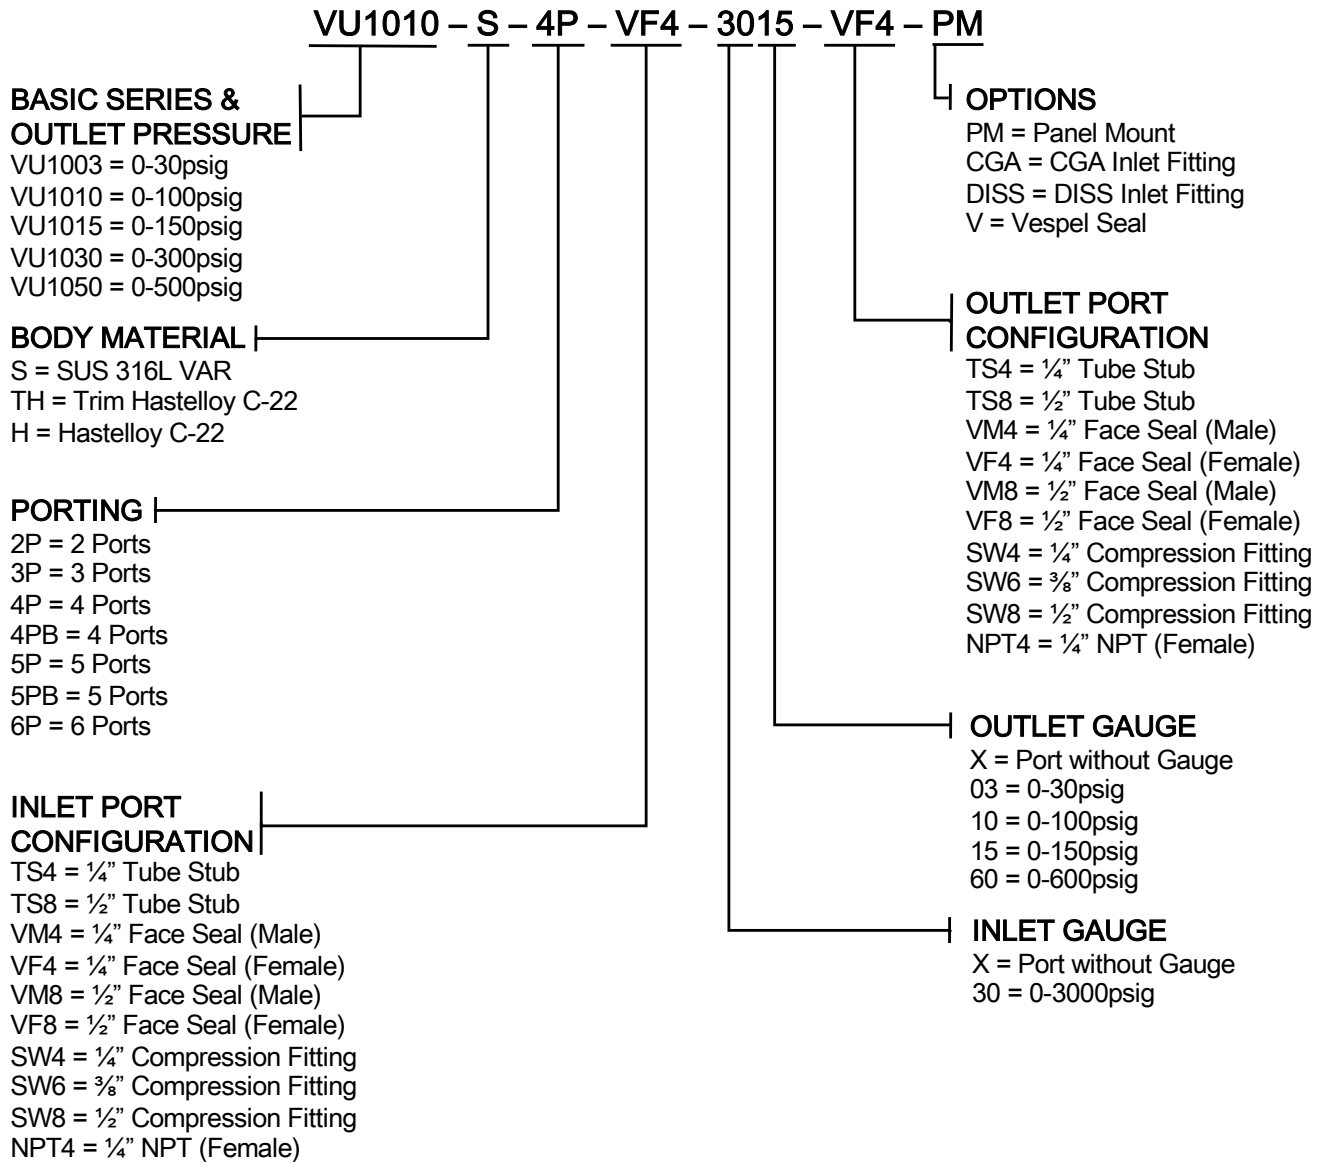 VU1010 – S – 4P – VF4 – 3015 – VF4 – PM
BASIC SERIES &
OUTLET PRESSURE
VU1003 = 0-30psig
VU1010 = 0-100psig
VU1015 = 0-150psig
VU1030 = 0-300psig
VU1050 = 0-500psig
BODY MATERIAL
S = SUS 316L VAR
TH = Trim Hastelloy C-22
H = Hastelloy C-22
PORTING
2P = 2 Ports
3P = 3 Ports
4P = 4 Ports
4PB = 4 Ports
5P = 5 Ports
5PB = 5 Ports
6P = 6 Ports
INLET PORT
CONFIGURATION
TS4 = ¼” Tube Stub
TS8 = ½” Tube Stub
VM4 = ¼” Face Seal (Male)
VF4 = ¼” Face Seal (Female)
VM8 = ½” Face Seal (Male)
VF8 = ½” Face Seal (Female)
SW4 = ¼” Compression Fitting
SW6 = ⅜” Compression Fitting
SW8 = ½” Compression Fitting
NPT4 = ¼” NPT (Female)
OPTIONS
PM = Panel Mount
CGA = CGA Inlet Fitting
DISS = DISS Inlet Fitting
V = Vespel Seal
OUTLET PORT
CONFIGURATION
TS4 = ¼” Tube Stub
TS8 = ½” Tube Stub
VM4 = ¼” Face Seal (Male)
VF4 = ¼” Face Seal (Female)
VM8 = ½” Face Seal (Male)
VF8 = ½” Face Seal (Female)
SW4 = ¼” Compression Fitting
SW6 = ⅜” Compression Fitting
SW8 = ½” Compression Fitting
NPT4 = ¼” NPT (Female)
OUTLET GAUGE
X = Port without Gauge
03 = 0-30psig
10 = 0-100psig
15 = 0-150psig
60 = 0-600psig
INLET GAUGE
X = Port without Gauge
30 = 0-3000psig